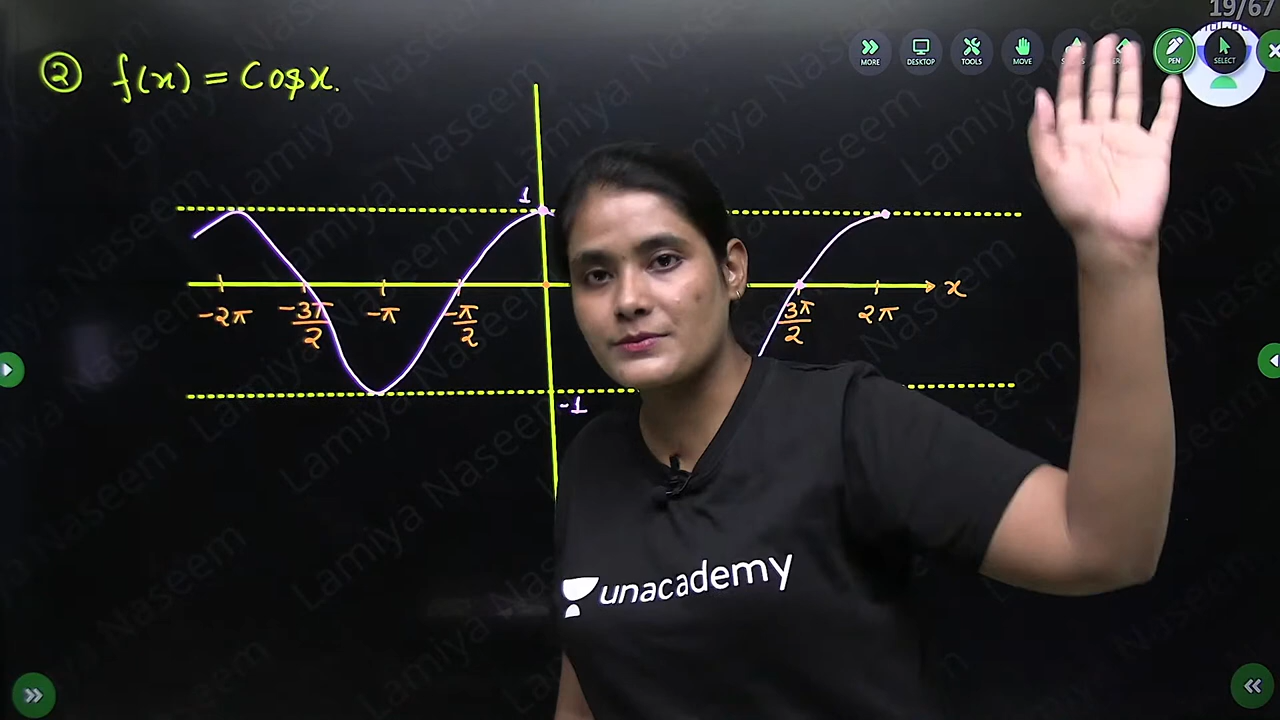 19/67
② f(x) = Cosx.
MORE DESKTOP TOOLS MOVE PEN SELECT
1
-2π -3π/2 -π -π/2 3π/2 2π x
-1
unacademy
Lamiya Naseem